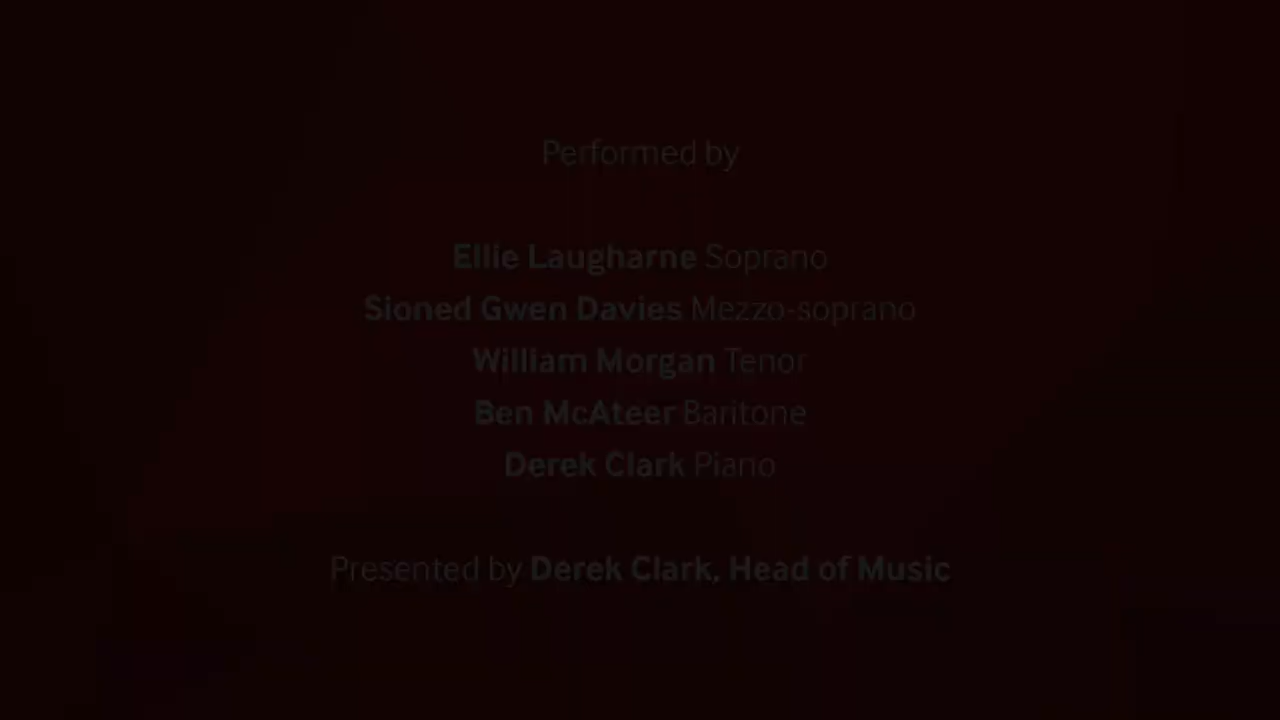 Performed by
Ellie Laugharne Soprano
Sioned Gwen Davies Mezzo-soprano
William Morgan Tenor
Ben McAteer Baritone
Derek Clark Piano
Presented by Derek Clark, Head of Music